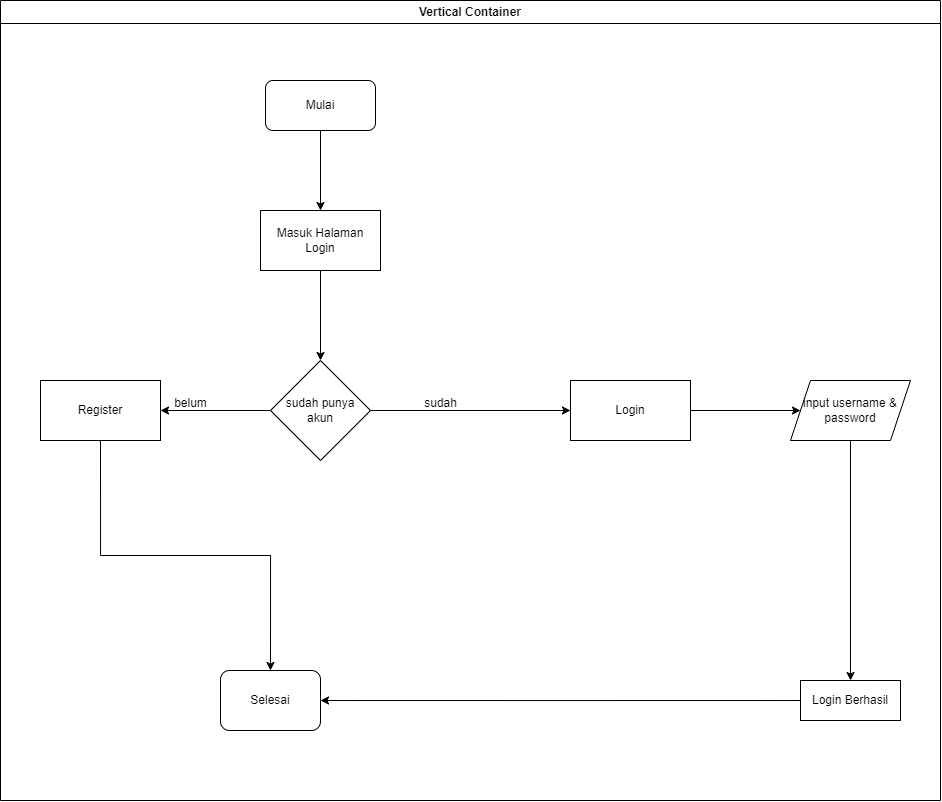 Vertical Container
Mulai
Masuk Halaman
Login
Register
belum
sudah punya
akun
sudah
Login
input username &
password
Selesai
Login Berhasil